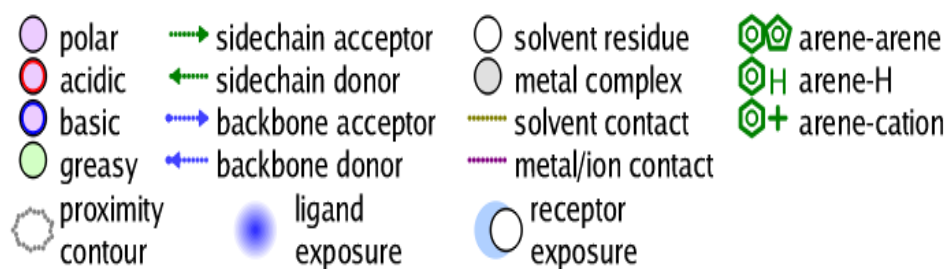 polar sidechain acceptor solvent residue arene-arene
acidic sidechain donor metal complex H arene-H
basic backbone acceptor solvent contact + arene-cation
greasy backbone donor metal/ion contact
proximity ligand receptor
contour exposure exposure